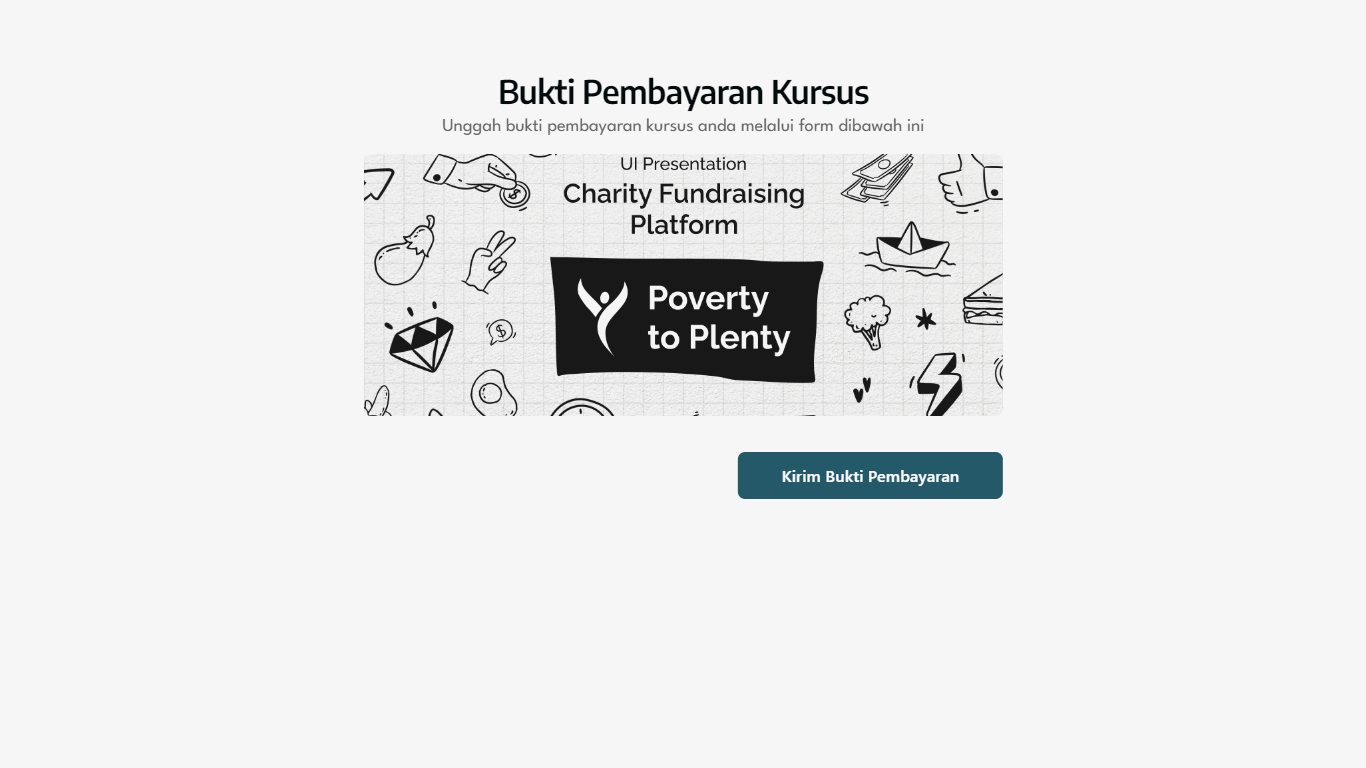 Bukti Pembayaran Kursus
Unggah bukti pembayaran kursus anda melalui form dibawah ini
UI Presentation
Charity Fundraising
Platform
Poverty
to Plenty
Kirim Bukti Pembayaran